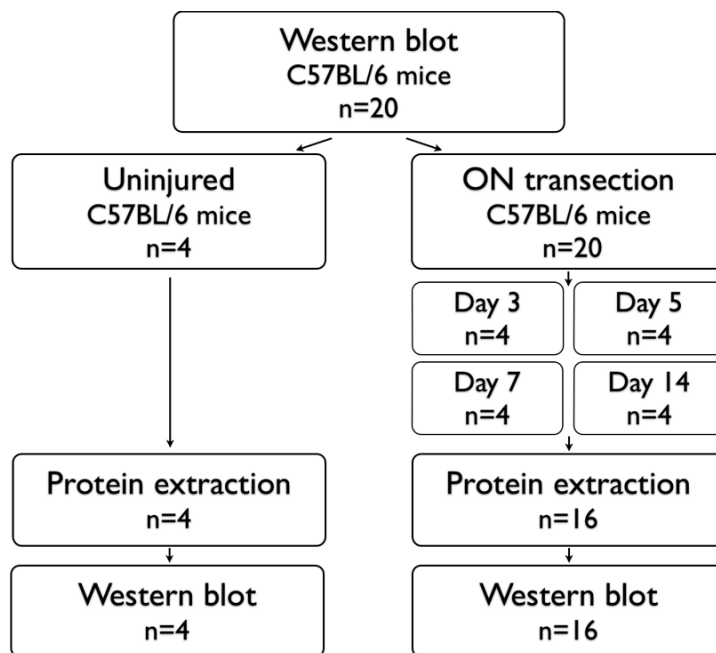 Western blot
C57BL/6 mice
n=20
Uninjured
C57BL/6 mice
n=4
ON transection
C57BL/6 mice
n=20
Day 3
n=4
Day 5
n=4
Day 7
n=4
Day 14
n=4
Protein extraction
n=4
Protein extraction
n=16
Western blot
n=4
Western blot
n=16